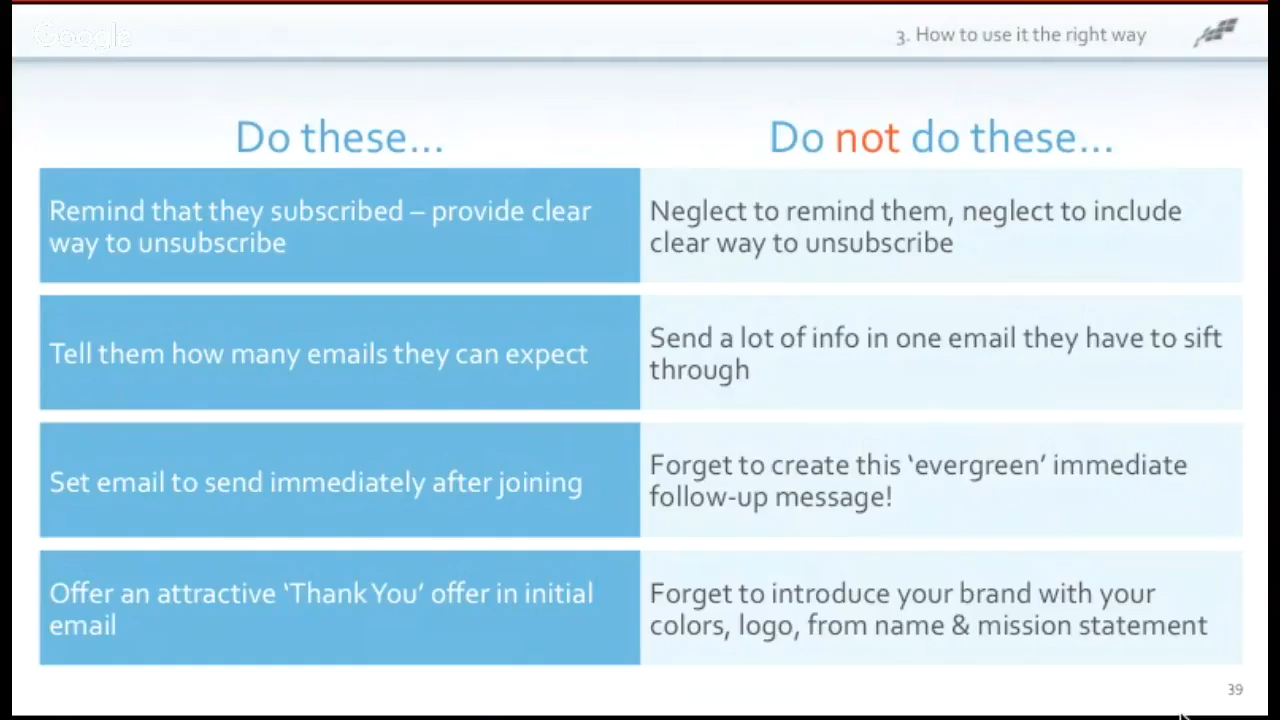 Google
3. How to use it the right way
Do these...
Do not do these...
Remind that they subscribed – provide clear
way to unsubscribe
Neglect to remind them, neglect to include
clear way to unsubscribe
Tell them how many emails they can expect
Send a lot of info in one email they have to sift
through
Set email to send immediately after joining
Forget to create this ‘evergreen’ immediate
follow-up message!
Offer an attractive ‘Thank You’ offer in initial
email
Forget to introduce your brand with your
colors, logo, from name & mission statement
39